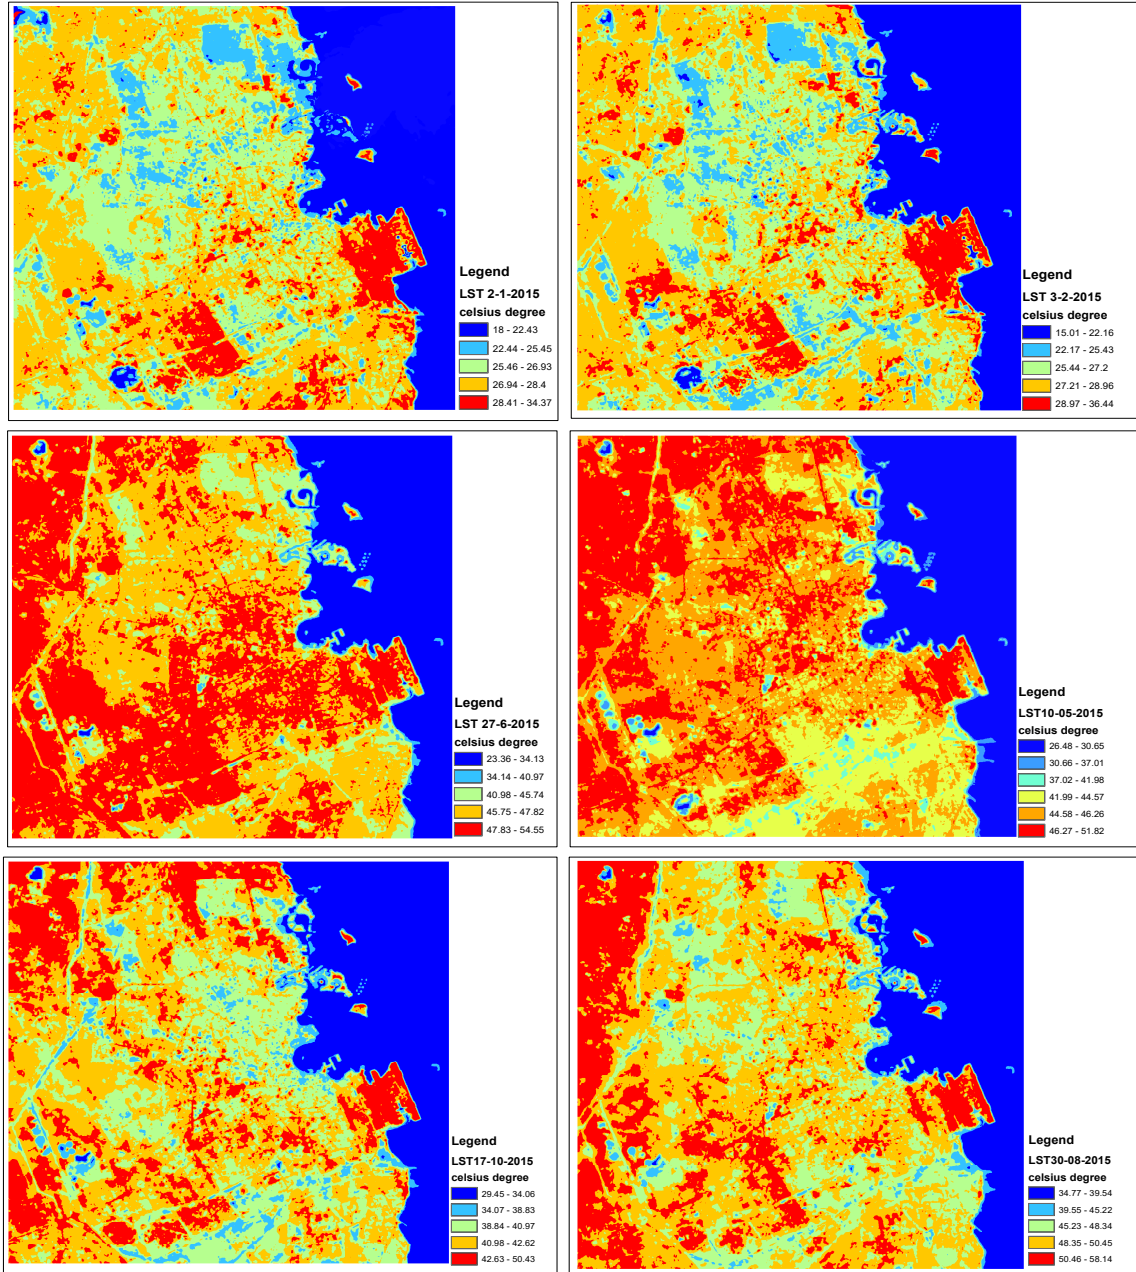 Legend
LST 2-1-2015
celsius degree
18 - 22.43
22.44 - 25.45
25.46 - 26.93
26.94 - 28.4
28.41 - 34.37
Legend
LST 3-2-2015
celsius degree
15.01 - 22.16
22.17 - 25.43
25.44 - 27.2
27.21 - 28.96
28.97 - 36.44
Legend
LST 27-6-2015
celsius degree
23.36 - 34.13
34.14 - 40.97
40.98 - 45.74
45.75 - 47.82
47.83 - 54.55
Legend
LST10-05-2015
celsius degree
26.48 - 30.65
30.66 - 37.01
37.02 - 41.98
41.99 - 44.57
44.58 - 46.26
46.27 - 51.82
Legend
LST17-10-2015
celsius degree
29.45 - 34.06
34.07 - 38.83
38.84 - 40.97
40.98 - 42.62
42.63 - 50.43
Legend
LST30-08-2015
celsius degree
34.77 - 39.54
39.55 - 45.22
45.23 - 48.34
48.35 - 50.45
50.46 - 58.14